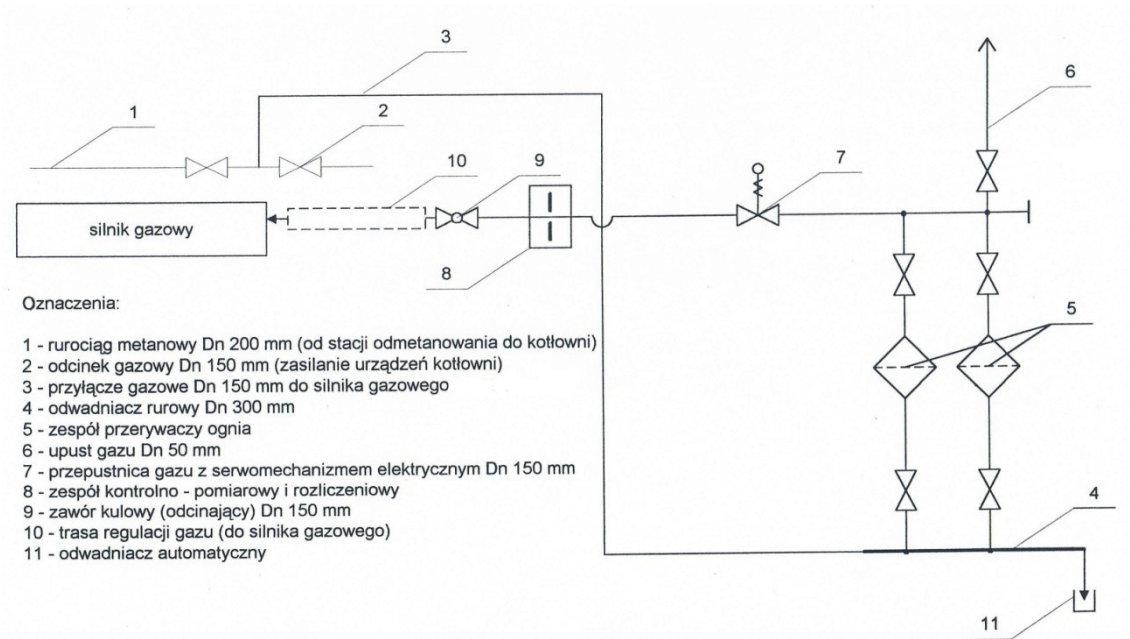 3
6
1
2
10
9
7
silnik gazowy
8
5
Oznaczenia:
1 - rurociąg metanowy Dn 200 mm (od stacji odmetanowania do kotłowni)
2 - odcinek gazowy Dn 150 mm (zasilanie urządzeń kotłowni)
3 - przyłącze gazowe Dn 150 mm do silnika gazowego
4 - odwadniacz rurowy Dn 300 mm
5 - zespół przerywaczy ognia
6 - upust gazu Dn 50 mm
7 - przepustnica gazu z serwomechanizmem elektrycznym Dn 150 mm
8 - zespół kontrolno - pomiarowy i rozliczeniowy
9 - zawór kulowy (odcinający) Dn 150 mm
10 - trasa regulacji gazu (do silnika gazowego)
11 - odwadniacz automatyczny
4
11